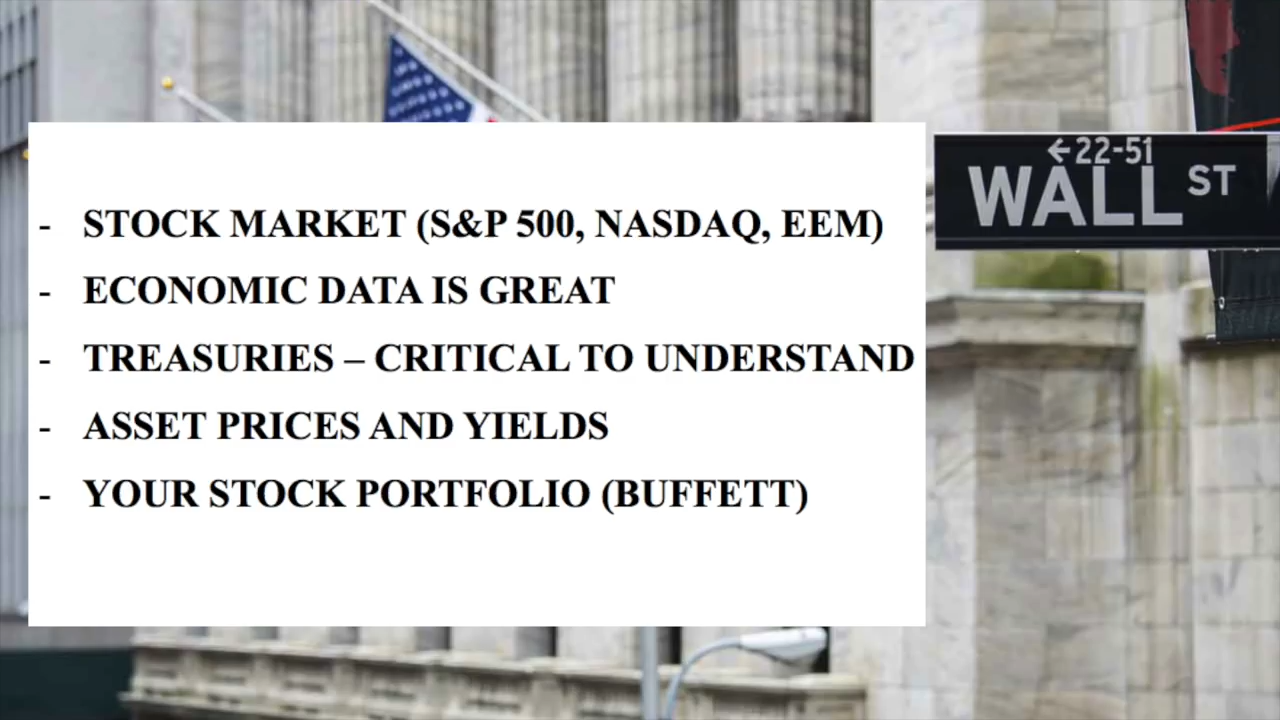 - STOCK MARKET (S&P 500, NASDAQ, EEM)
- ECONOMIC DATA IS GREAT
- TREASURIES – CRITICAL TO UNDERSTAND
- ASSET PRICES AND YIELDS
- YOUR STOCK PORTFOLIO (BUFFETT)
←22-51
WALL ST